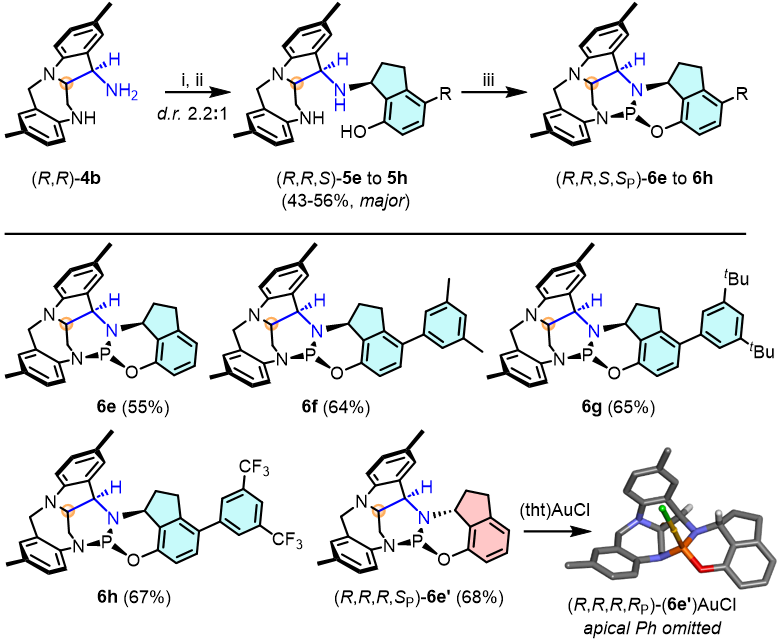 H
N
NH₂
NH
i, ii
d.r. 2.2:1
H
N
N
H
NH
HO
R
iii
H
N
N
N
P
O
R
(R,R)-4b
(R,R,S)-5e to 5h
(43-56%, major)
(R,R,S,Sₚ)-6e to 6h
H
N
N
N
P
O
6e (55%)
H
N
N
N
P
O
6f (64%)
H
N
N
N
P
O
ᵗBu
ᵗBu
6g (65%)
H
N
N
N
P
O
CF₃
CF₃
6h (67%)
H
N
N
N
P
O
(R,R,R,Sₚ)-6e' (68%)
(tht)AuCl
(R,R,R,Rₚ)-(6e')AuCl
apical Ph omitted